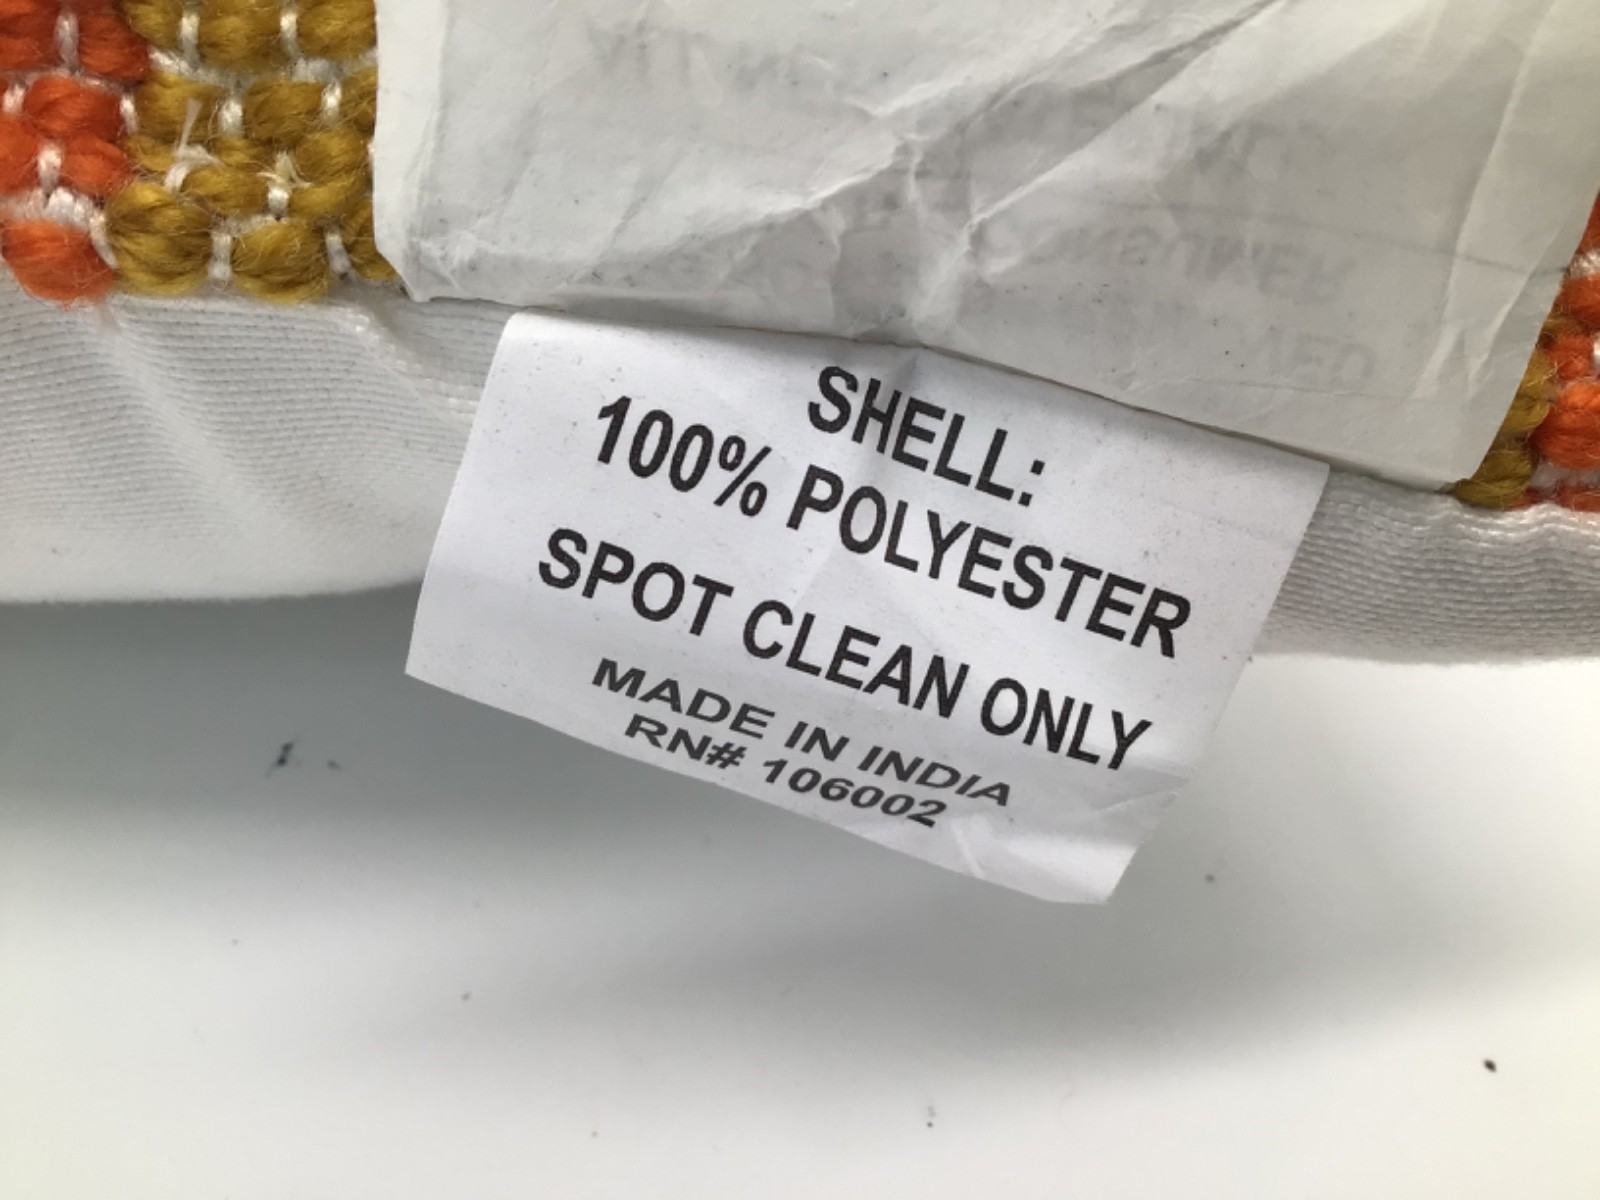 SHELL:
100% POLYESTER
SPOT CLEAN ONLY
MADE IN INDIA
RN# 106002